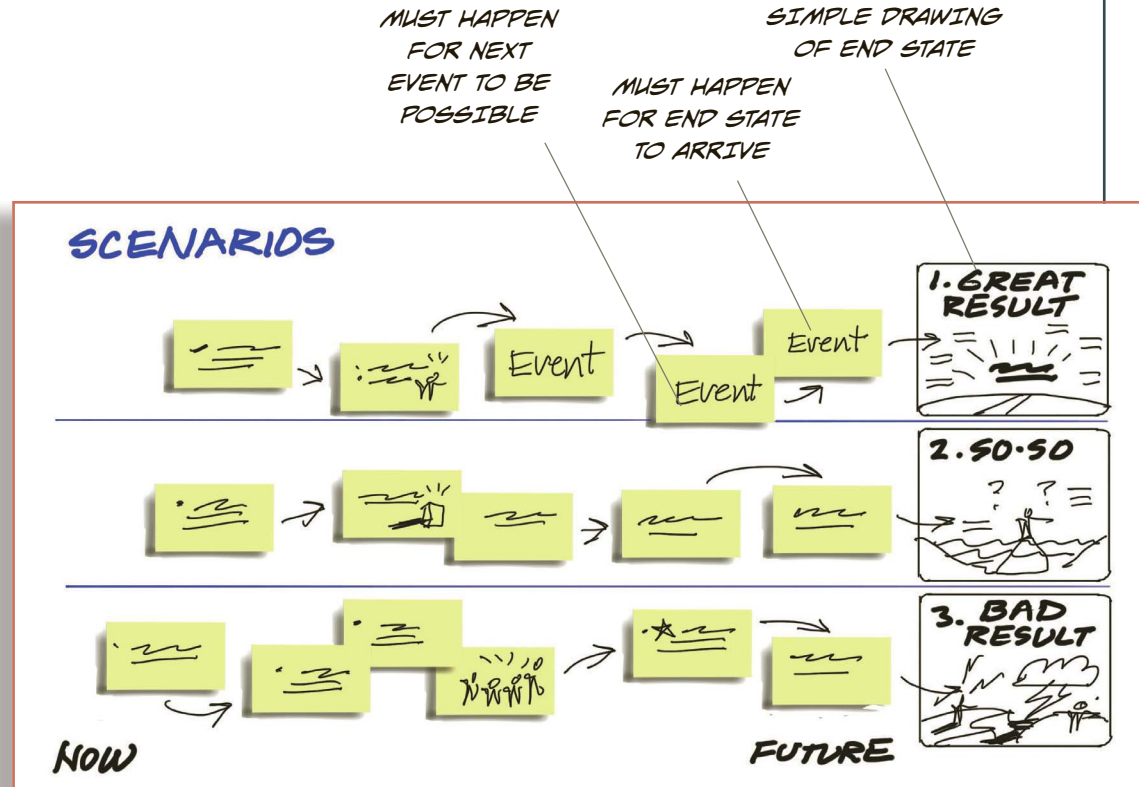 MUST HAPPEN
FOR NEXT
EVENT TO BE
POSSIBLE
MUST HAPPEN
FOR END STATE
TO ARRIVE
SIMPLE DRAWING
OF END STATE
SCENARIOS
Event
Event
Event
1. GREAT
RESULT
2. SO-SO
? ?
3. BAD
RESULT
NOW
FUTURE